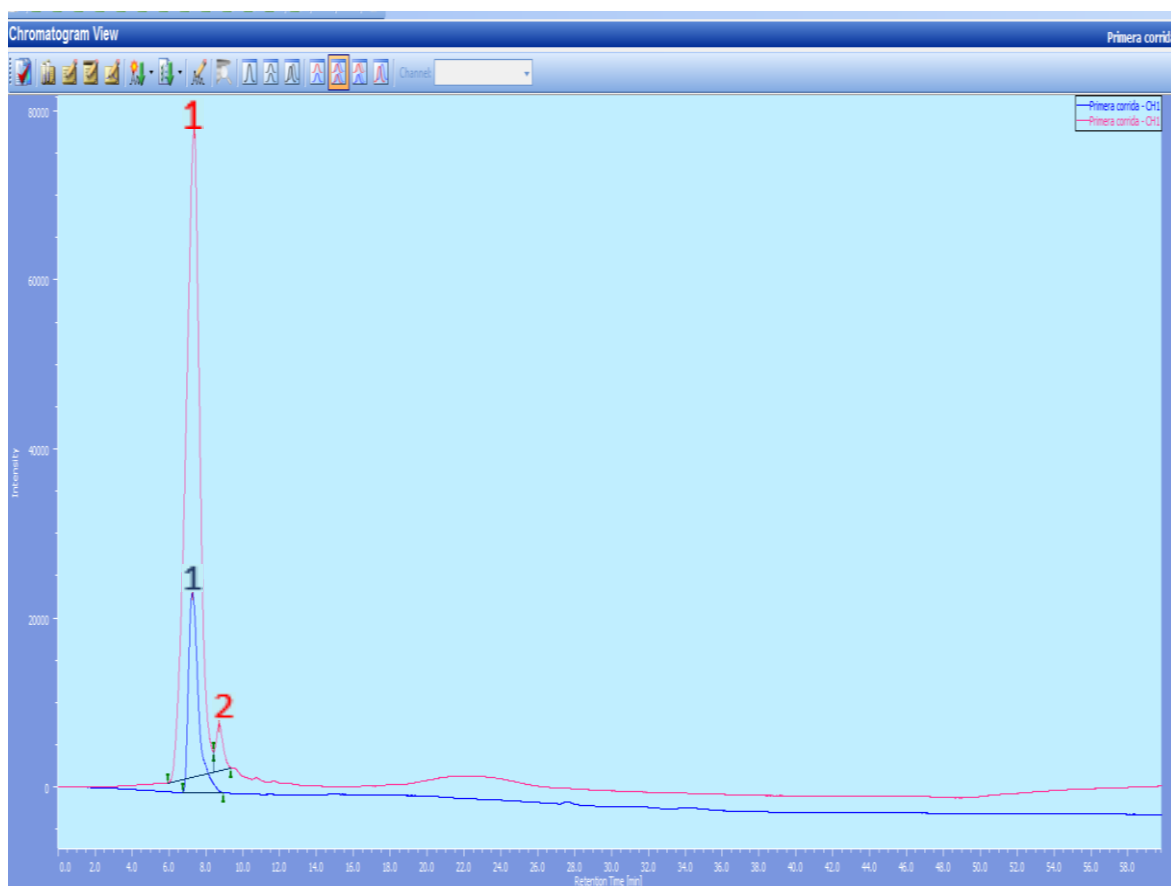 Chromatogram View
Primera corrid
Channel:
Primera corrida - CH1
Primera corrida - CH1
80000
60000
40000
20000
0
Intensity
1
1
2
0.0 2.0 4.0 6.0 8.0 10.0 12.0 14.0 16.0 18.0 20.0 22.0 24.0 26.0 28.0 30.0 32.0 34.0 36.0 38.0 40.0 42.0 44.0 46.0 48.0 50.0 52.0 54.0 56.0 58.0
Retention Time [min]